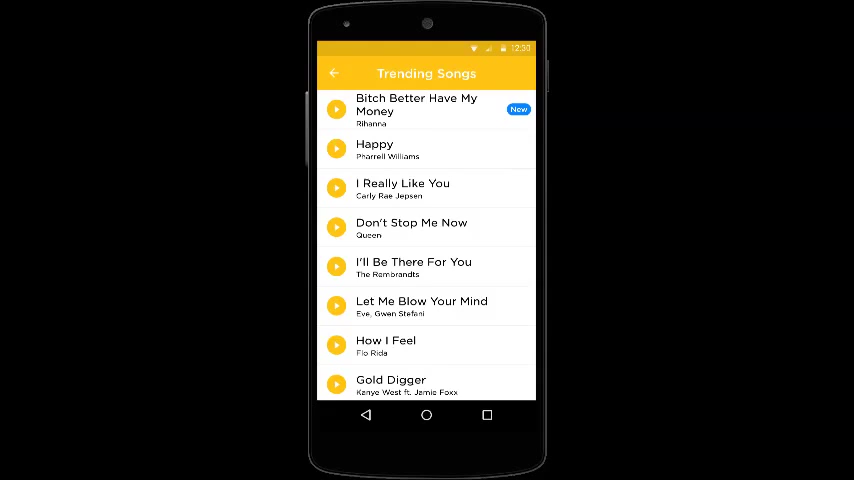 12:30
Trending Songs
Bitch Better Have My
Money
Rihanna
New
Happy
Pharrell Williams
I Really Like You
Carly Rae Jepsen
Don't Stop Me Now
Queen
I'll Be There For You
The Rembrandts
Let Me Blow Your Mind
Eve, Gwen Stefani
How I Feel
Flo Rida
Gold Digger
Kanye West ft. Jamie Foxx